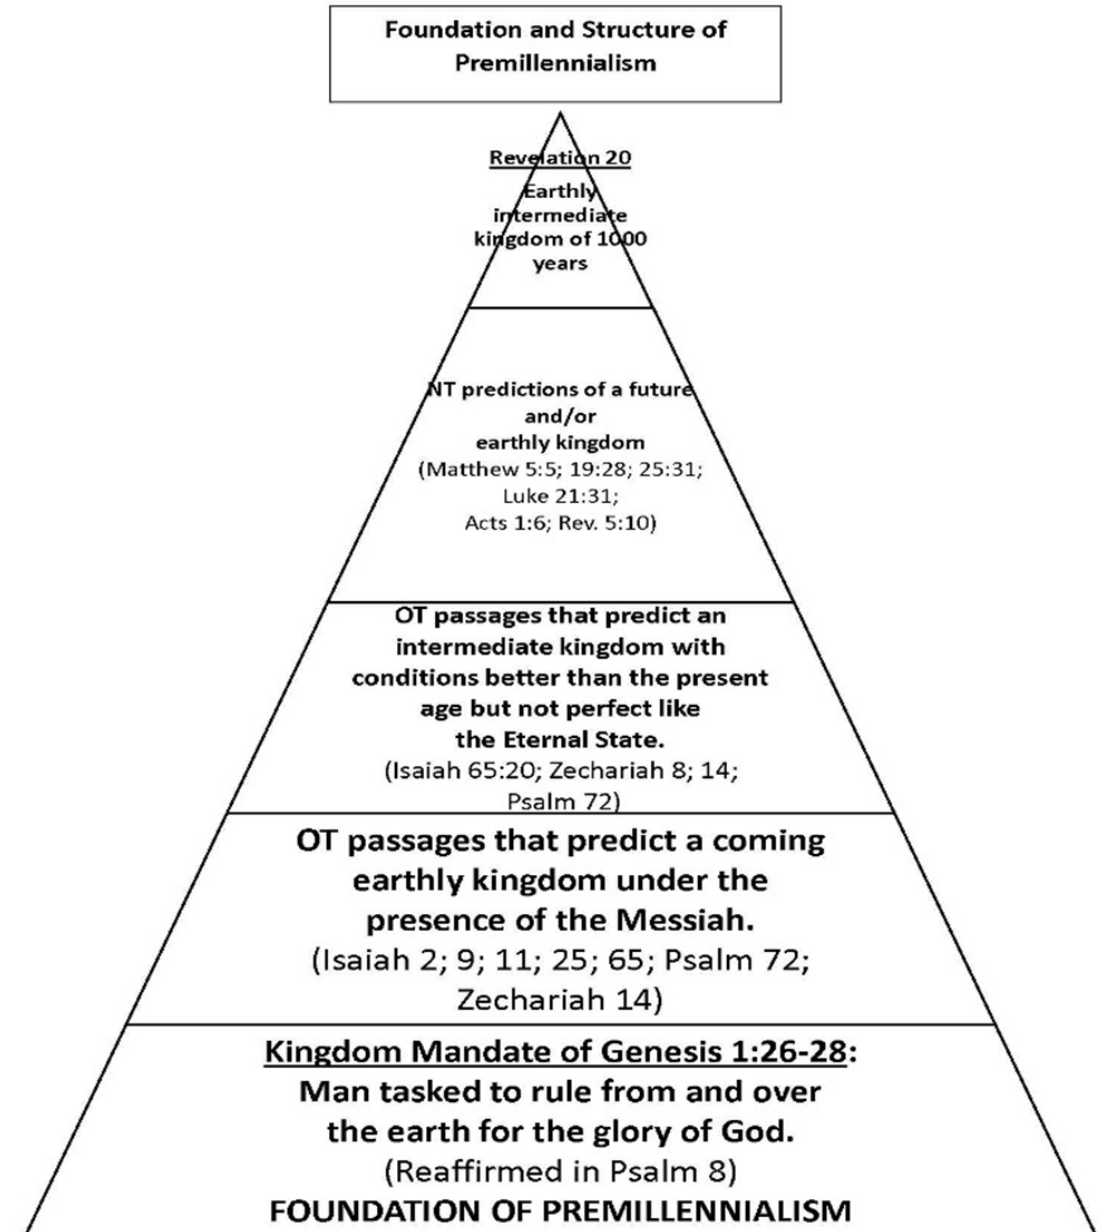 Foundation and Structure of
Premillennialism
Revelation 20
Earthly
intermediate
kingdom of 1000
years
NT predictions of a future
and/or
earthly kingdom
(Matthew 5:5; 19:28; 25:31;
Luke 21:31;
Acts 1:6; Rev. 5:10)
OT passages that predict an
intermediate kingdom with
conditions better than the present
age but not perfect like
the Eternal State.
(Isaiah 65:20; Zechariah 8; 14;
Psalm 72)
OT passages that predict a coming
earthly kingdom under the
presence of the Messiah.
(Isaiah 2; 9; 11; 25; 65; Psalm 72;
Zechariah 14)
Kingdom Mandate of Genesis 1:26-28:
Man tasked to rule from and over
the earth for the glory of God.
(Reaffirmed in Psalm 8)
FOUNDATION OF PREMILLENNIALISM